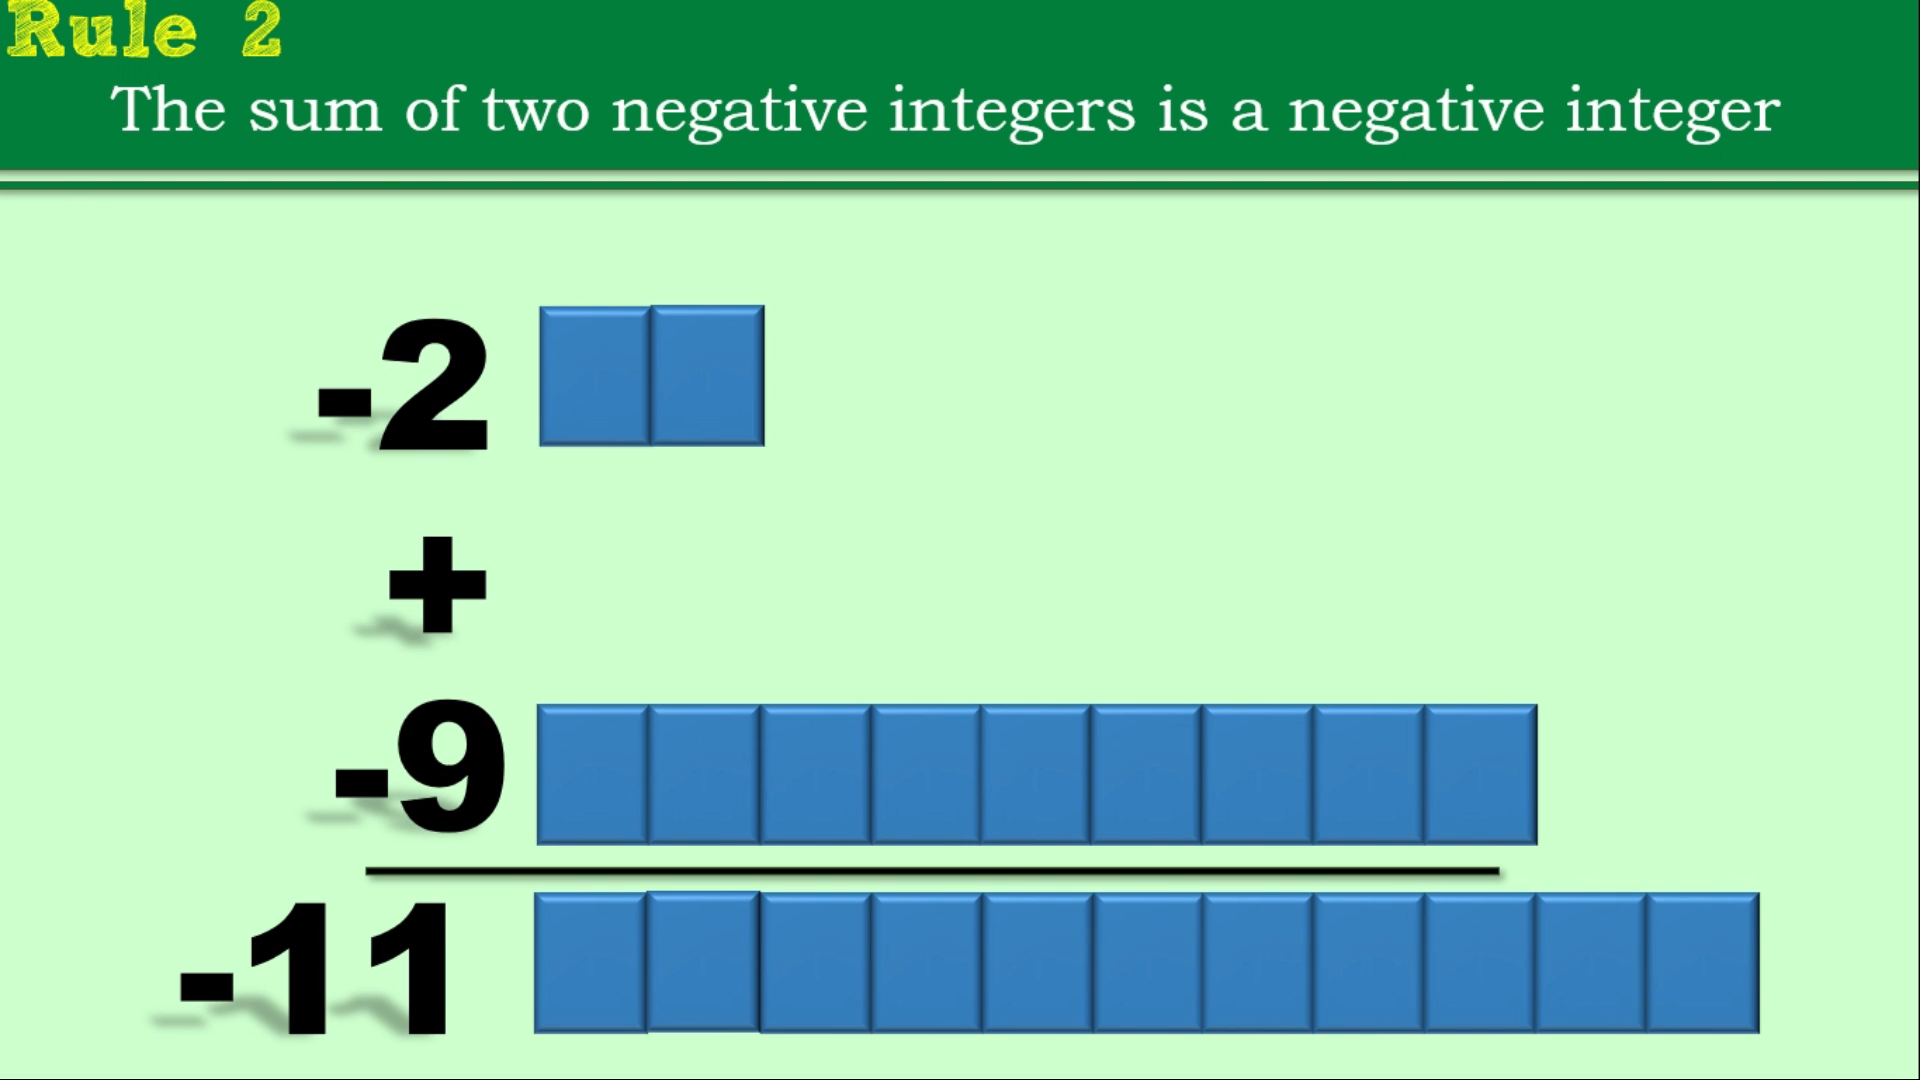 Rule 2
The sum of two negative integers is a negative integer
-2
+
-9
-11